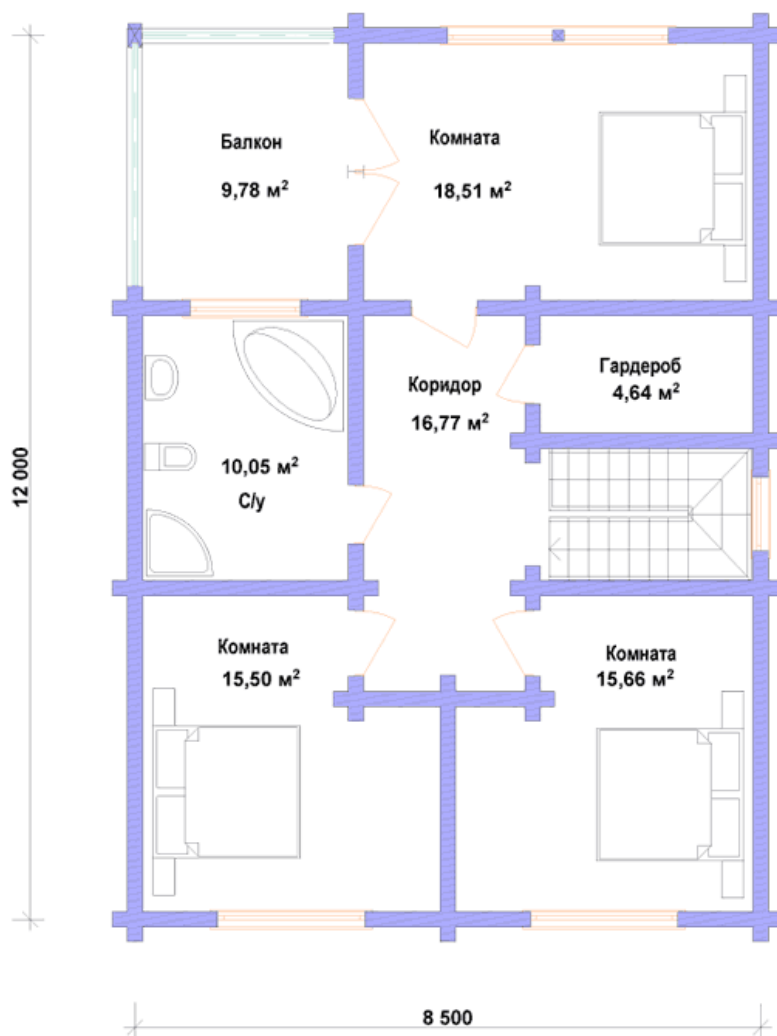 Балкон
9,78 м²
Комната
18,51 м²
Гардероб
4,64 м²
Коридор
16,77 м²
10,05 м²
С/у
12 000
Комната
15,50 м²
Комната
15,66 м²
8 500